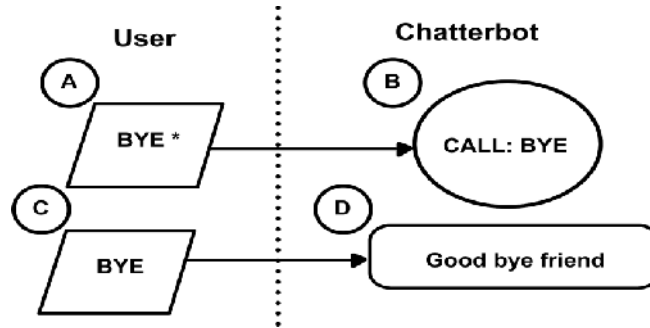 User
Chatterbot
A
B
BYE *
CALL: BYE
C
D
BYE
Good bye friend